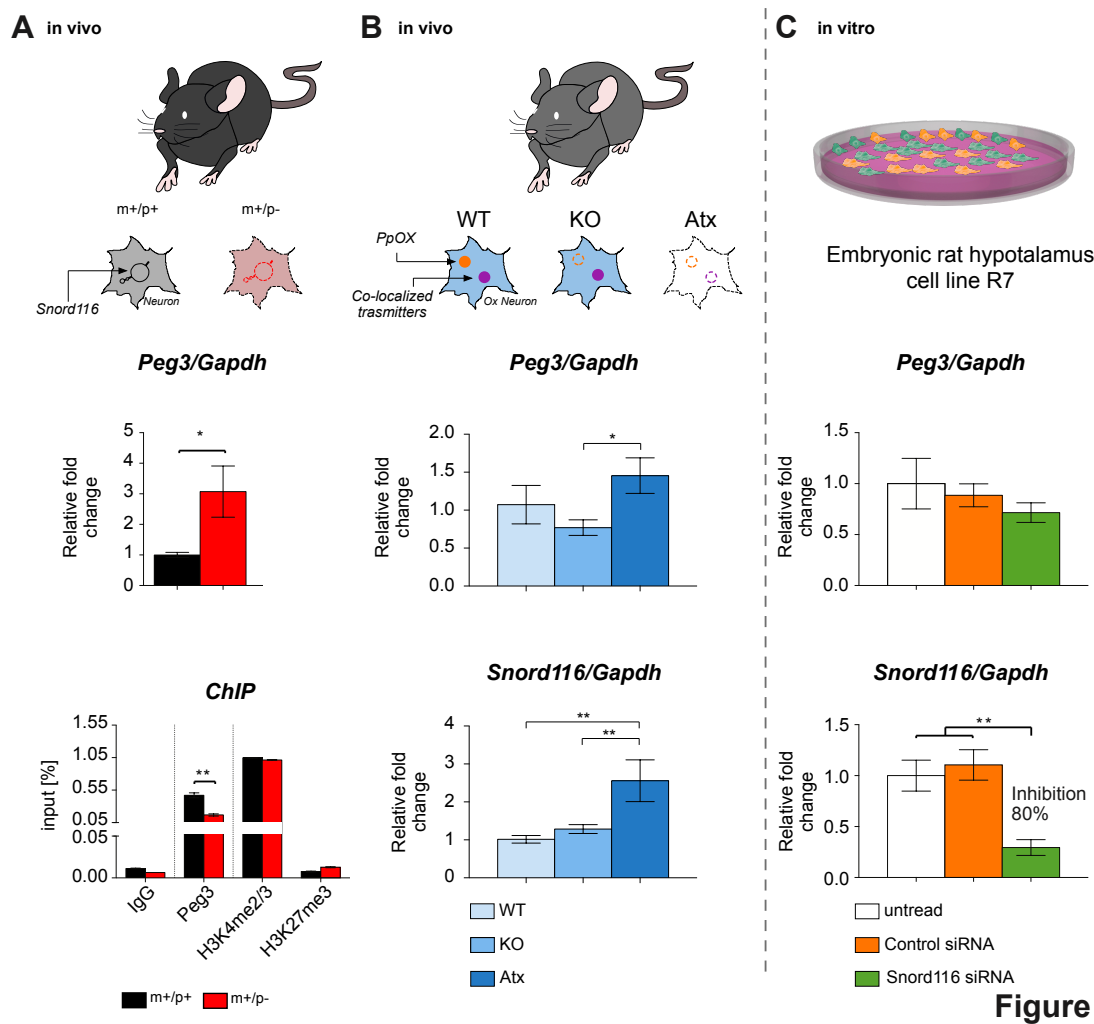 A in vivo
m+/p+
m+/p-
Snord116
Neuron
Peg3/Gapdh
Relative fold
change
5
4
3
2
1
0
*
ChIP
input [%]
1.55
1.05
0.55
0.05
0.05
0.00
**
IgG
Peg3
H3K4me2/3
H3K27me3
m+/p+
m+/p-
B in vivo
WT
KO
Atx
PpOX
Co-localized
trasmitters
Ox Neuron
Peg3/Gapdh
Relative fold
change
2.0
1.5
1.0
0.5
0.0
*
Snord116/Gapdh
Relative fold
change
4
3
2
1
0
**
**
WT
KO
Atx
C in vitro
Embryonic rat hypotalamus
cell line R7
Peg3/Gapdh
Relative fold
change
1.5
1.0
0.5
0.0
Snord116/Gapdh
Relative fold
change
1.5
1.0
0.5
0.0
**
Inhibition
80%
untread
Control siRNA
Snord116 siRNA
Figure